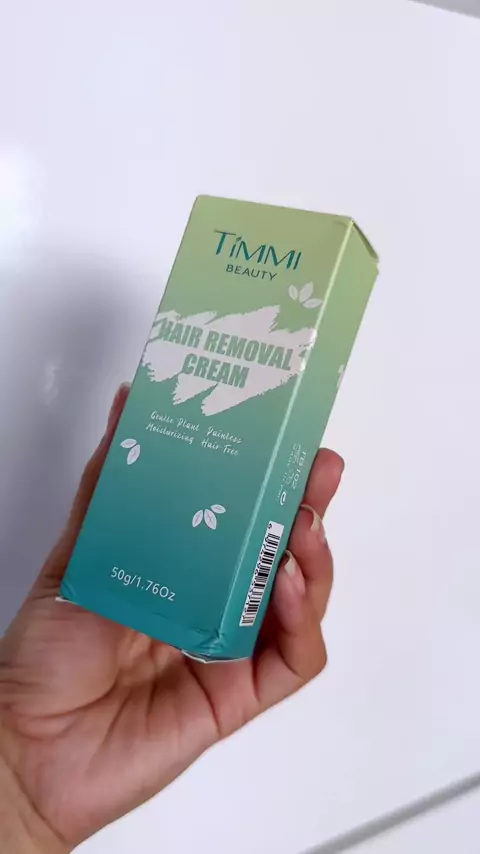 TiMMI
BEAUTY
HAIR REMOVAL
CREAM
Gentle Plant Painless
Moisturizing Hair-Free
50g/1.76Oz